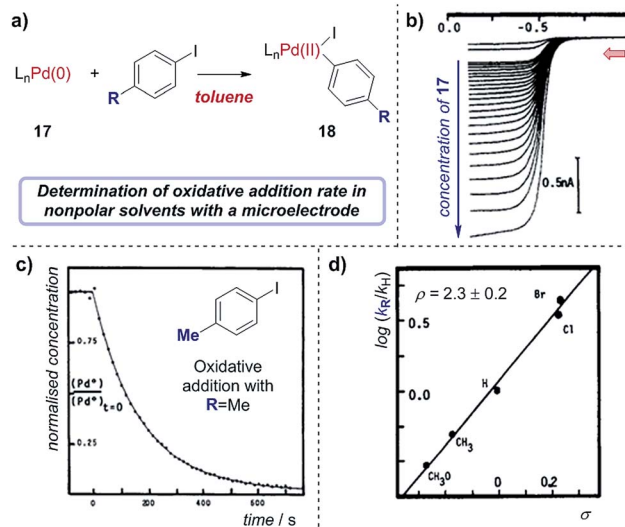 a)
LₙPd(0) + I R
toluene
LₙPd(II) I R
17
18
Determination of oxidative addition rate in
nonpolar solvents with a microelectrode
b)
0.0 -0.5
concentration of 17
0.5nA
c)
normalised concentration
0.75
(Pd°)
(Pd°)t=0
0.25
0 200 400 600
time / s
I
Me
Oxidative
addition with
R=Me
d)
log (kR/kH)
ρ = 2.3 ± 0.2
0.5
0.0
Br
Cl
H
CH₃
CH₃O
0 0.2
σ